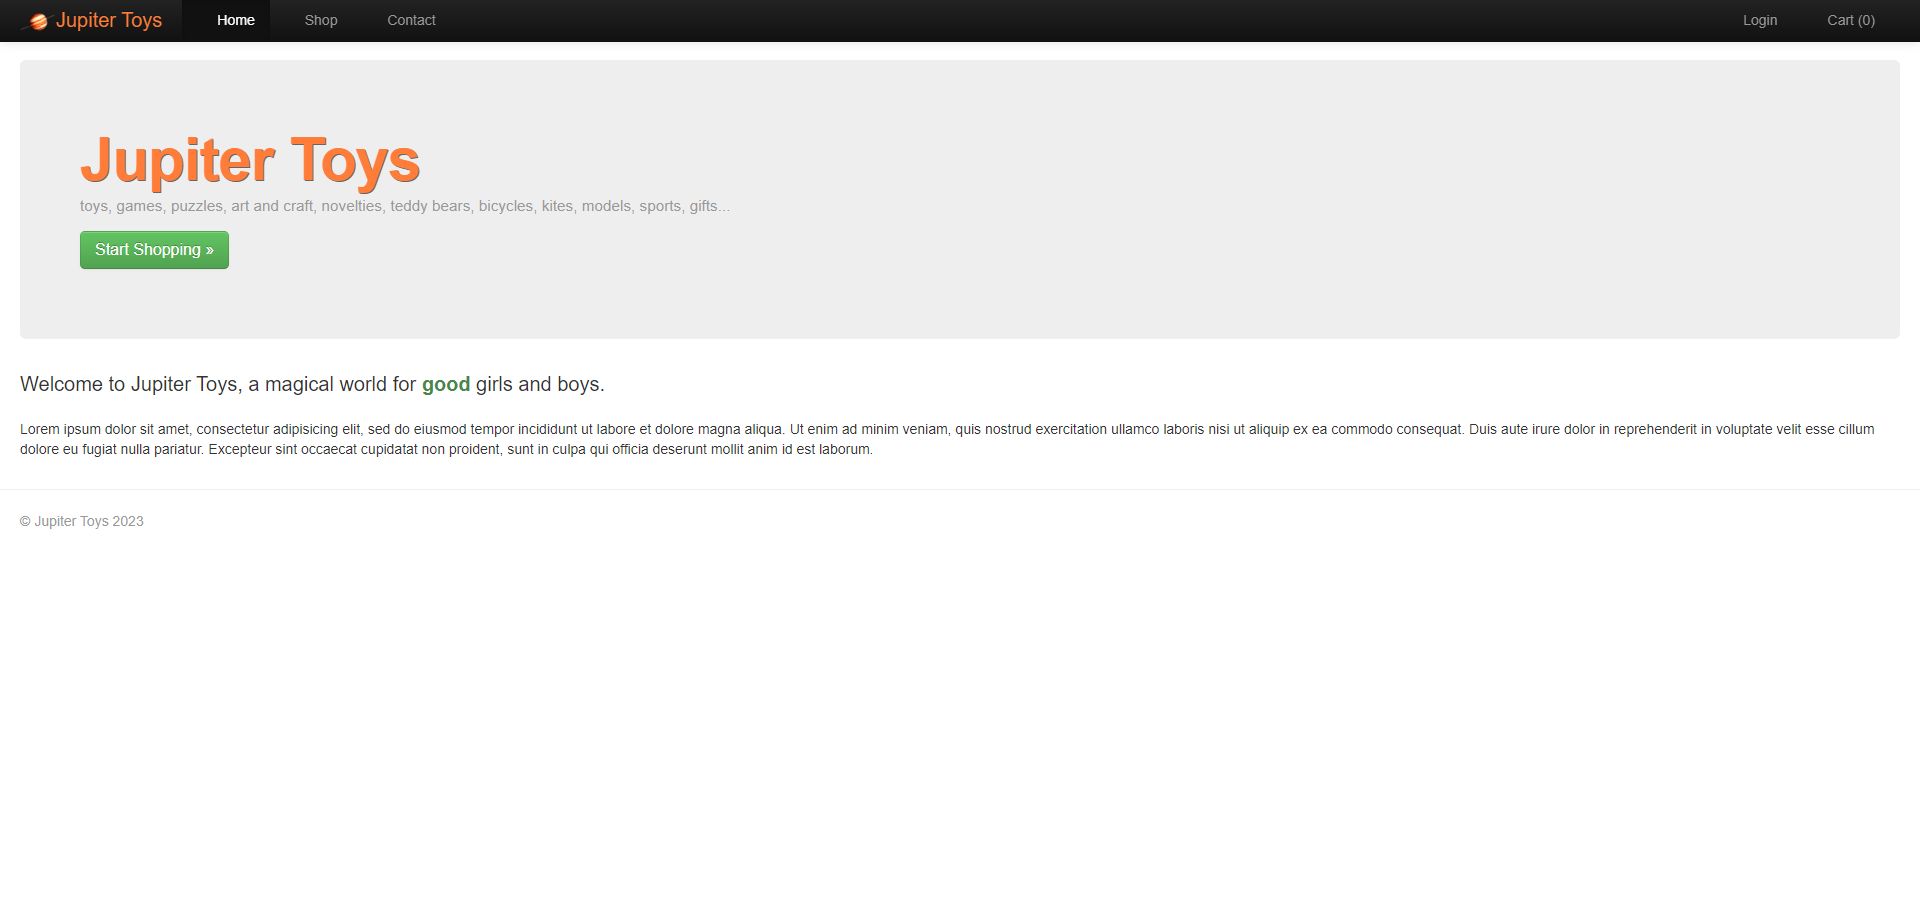 Jupiter Toys Home Shop Contact Login Cart (0)
Jupiter Toys
toys, games, puzzles, art and craft, novelties, teddy bears, bicycles, kites, models, sports, gifts...
Start Shopping »
Welcome to Jupiter Toys, a magical world for good girls and boys.
Lorem ipsum dolor sit amet, consectetur adipisicing elit, sed do eiusmod tempor incididunt ut labore et dolore magna aliqua. Ut enim ad minim veniam, quis nostrud exercitation ullamco laboris nisi ut aliquip ex ea commodo consequat. Duis aute irure dolor in reprehenderit in voluptate velit esse cillum
dolore eu fugiat nulla pariatur. Excepteur sint occaecat cupidatat non proident, sunt in culpa qui officia deserunt mollit anim id est laborum.
© Jupiter Toys 2023